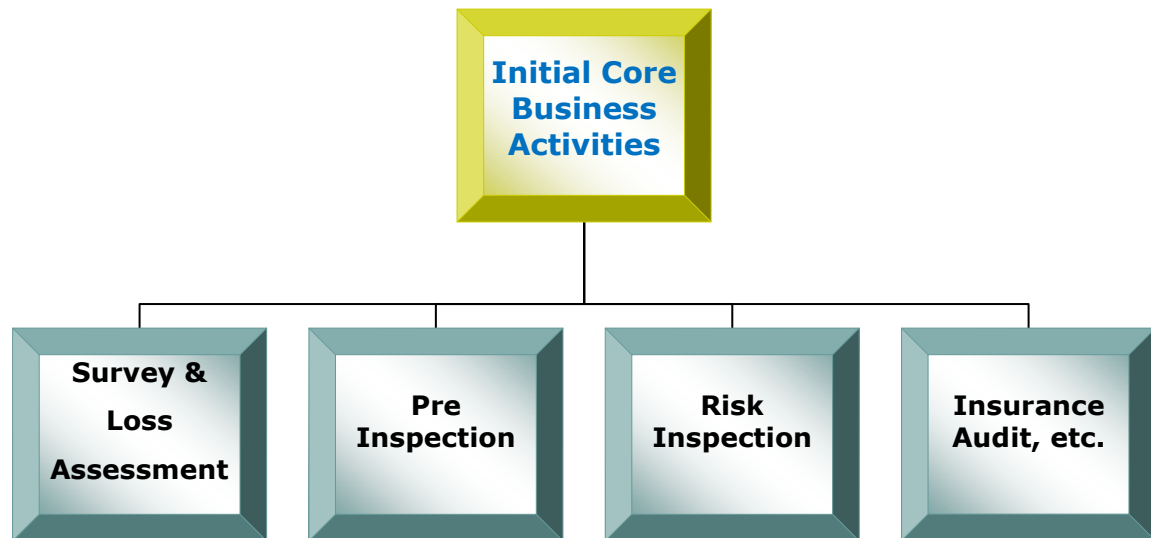 Initial Core
Business
Activities
Survey &
Loss
Assessment
Pre
Inspection
Risk
Inspection
Insurance
Audit, etc.